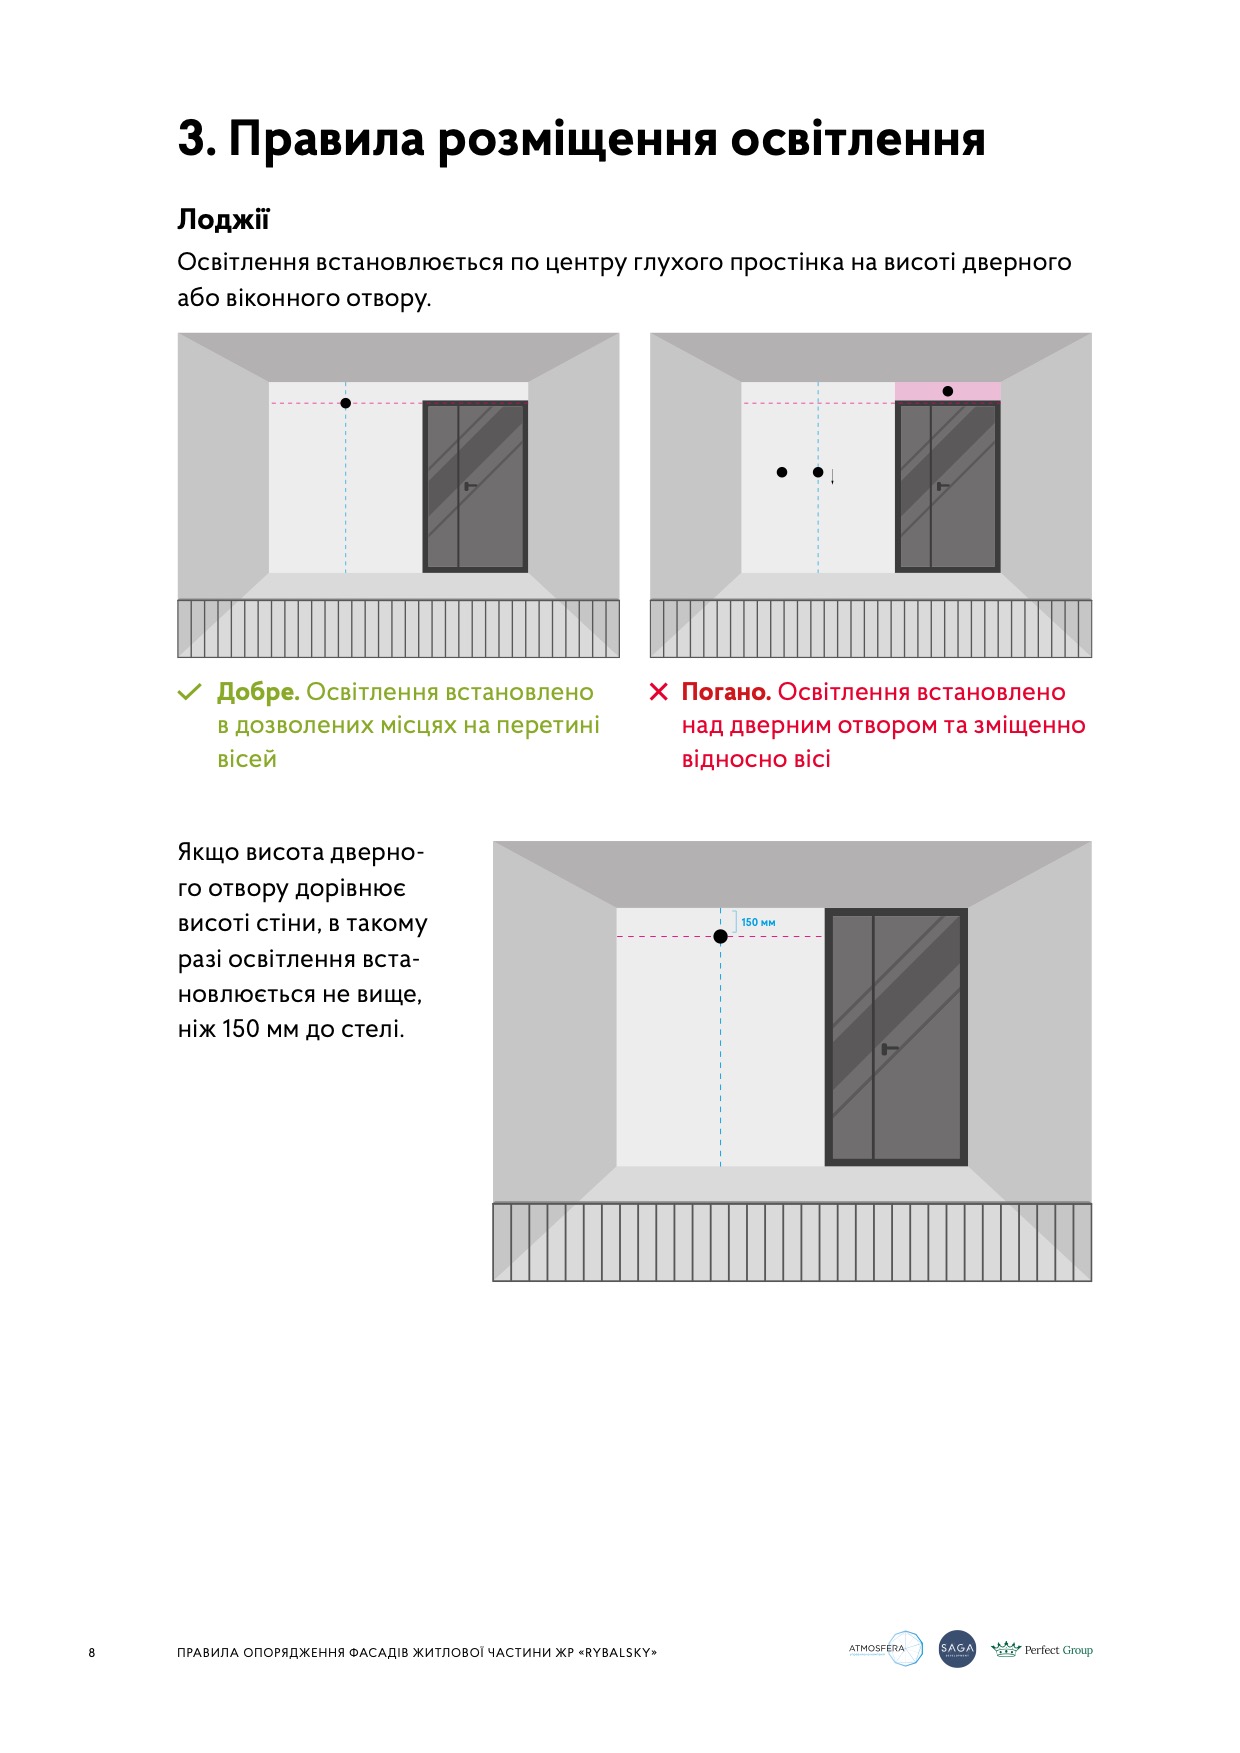 3. Правила розміщення освітлення
Лоджії
Освітлення встановлюється по центру глухого простінка на висоті дверного
або віконного отвору.
Добре. Освітлення встановлено
в дозволених місцях на перетині
вісей
Погано. Освітлення встановлено
над дверним отвором та зміщенно
відносно вісі
Якщо висота дверно-
го отвору дорівнює
висоті стіни, в такому
разі освітлення вста-
новлюється не вище,
ніж 150 мм до стелі.
150 мм
8
ПРАВИЛА ОПОРЯДЖЕННЯ ФАСАДІВ ЖИТЛОВОЇ ЧАСТИНИ ЖР «RYBALSKY»
ATMOSFERA
SAGA
DEVELOPMENT
Perfect Group